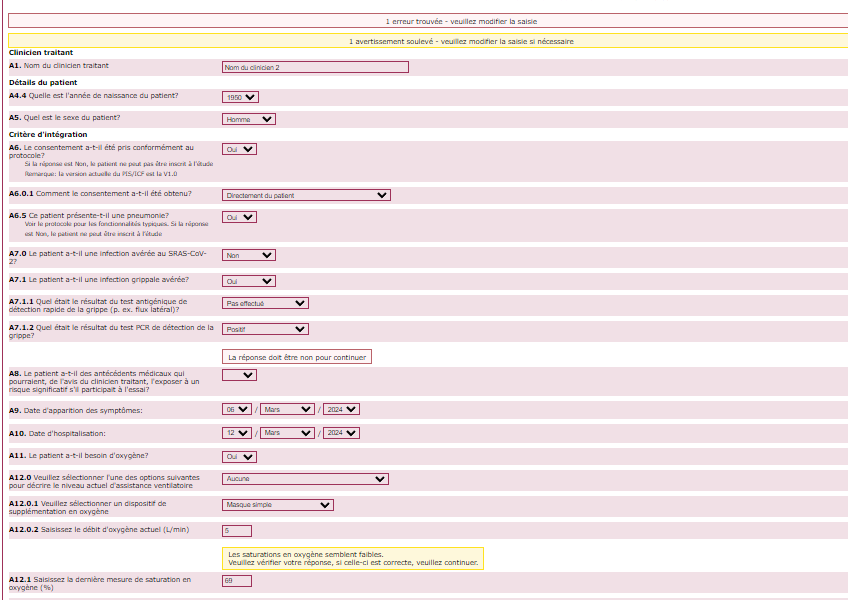 1 erreur trouvée - veuillez modifier la saisie
1 avertissement soulevé - veuillez modifier la saisie si nécessaire
Clinicien traitant
A1. Nom du clinicien traitant
Nom du clinicien 2
Détails du patient
A4.4 Quelle est l'année de naissance du patient?
1950
A5. Quel est le sexe du patient?
Homme
Critère d'intégration
A6. Le consentement a-t-il été pris conformément au
protocole?
Oui
Si la réponse est Non, le patient ne peut pas être inscrit à l'étude
Remarque: la version actuelle du PIS/ICF est la V1.0
A6.0.1 Comment le consentement a-t-il été obtenu?
Directement du patient
A6.5 Ce patient présente-t-il une pneumonie?
Oui
Voir le protocole pour les fonctionnalités typiques. Si la réponse
est Non, le patient ne peut être inscrit à l'étude
A7.0 Le patient a-t-il une infection avérée au SRAS-CoV-
2?
Non
A7.1 Le patient a-t-il une infection grippale avérée?
Oui
A7.1.1 Quel était le résultat du test antigénique de
détection rapide de la grippe (p. ex. flux latéral)?
Pas effectué
A7.1.2 Quel était le résultat du test PCR de détection de la
grippe?
Positif
La réponse doit être non pour continuer
A8. Le patient a-t-il des antécédents médicaux qui
pourraient, de l'avis du clinicien traitant, l'exposer à un
risque significatif s'il participait à l'essai?
A9. Date d'apparition des symptômes:
06 / Mars / 2024
A10. Date d'hospitalisation:
12 / Mars / 2024
A11. Le patient a-t-il besoin d'oxygène?
Oui
A12.0 Veuillez sélectionner l'une des options suivantes
pour décrire le niveau actuel d'assistance ventilatoire
Aucune
A12.0.1 Veuillez sélectionner un dispositif de
supplémentation en oxygène
Masque simple
A12.0.2 Saisissez le débit d'oxygène actuel (L/min)
5
Les saturations en oxygène semblent faibles.
Veuillez vérifier votre réponse, si celle-ci est correcte, veuillez continuer.
A12.1 Saisissez la dernière mesure de saturation en
oxygène (%)
69